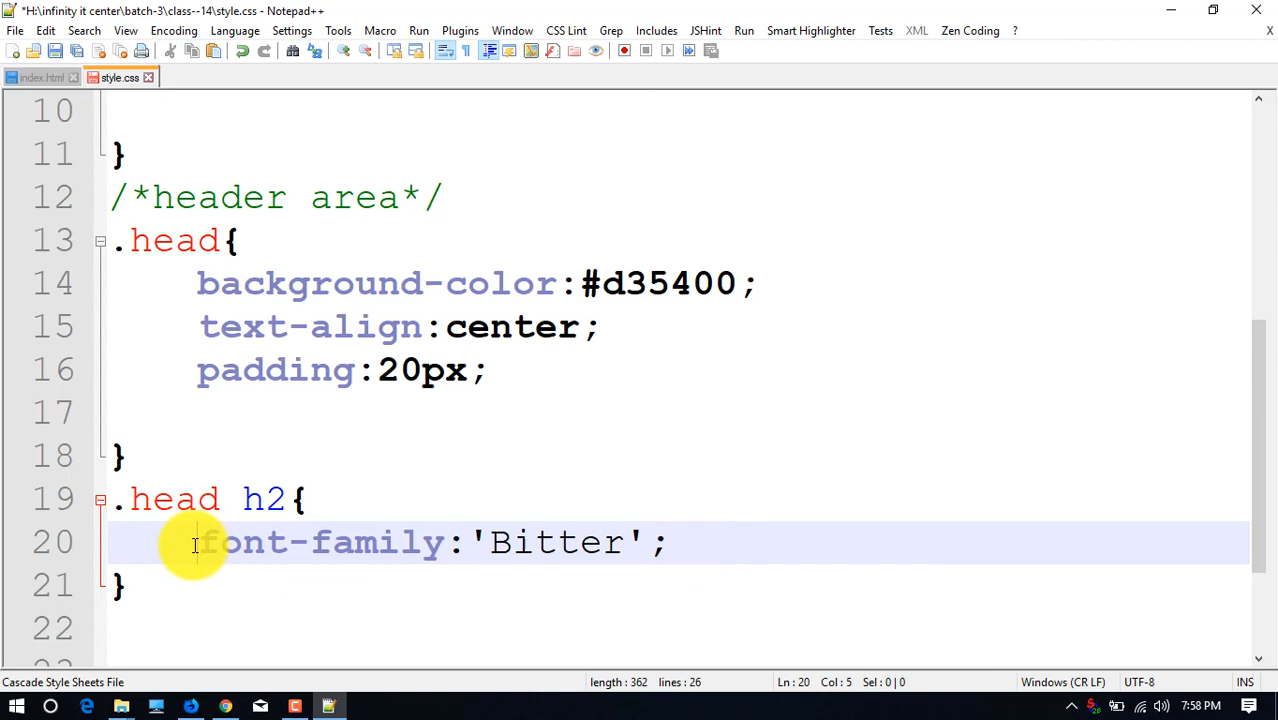 *H:\infinity it center\batch-3\class--14\style.css - Notepad++
File Edit Search View Encoding Language Settings Tools Macro Run Plugins Window CSS Lint Grep Includes JSHint Run Smart Highlighter Tests XML Zen Coding ? X
index.html style.css
10
11 }
12 /*header area*/
13 .head{
14 background-color:#d35400;
15 text-align:center;
16 padding:20px;
17
18 }
19 .head h2{
20 font-family:'Bitter';
21 }
22
Cascade Style Sheets File length : 362 lines : 26 Ln : 20 Col : 5 Sel : 0 | 0 Windows (CR LF) UTF-8 INS
7:58 PM